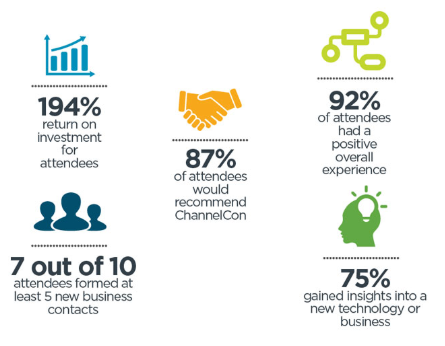 194%
return on
investment
for
attendees
7 out of 10
attendees formed at
least 5 new business
contacts
87%
of attendees
would
recommend
ChannelCon
92%
of attendees
had a
positive
overall
experience
75%
gained insights into a
new technology or
business